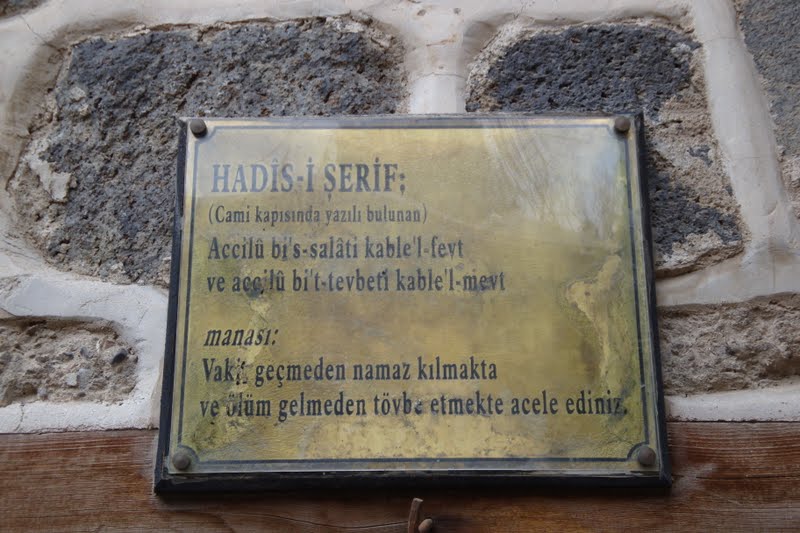 HADÎS-İ ŞERİF;
(Cami kapısında yazılı bulunan)
Accilû bi's-salâti kable'l-fevt
ve accilû bi't-tevbeti kable'l-mevt
manası:
Vakit geçmeden namaz kılmakta
ve ölüm gelmeden tövbe etmekte acele ediniz.